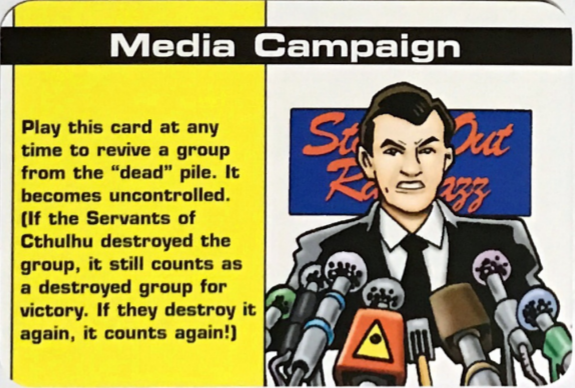 Media Campaign
Play this card at any
time to revive a group
from the “dead” pile. It
becomes uncontrolled.
(If the Servants of
Cthulhu destroyed the
group, it still counts as
a destroyed group for
victory. If they destroy it
again, it counts again!)
Out